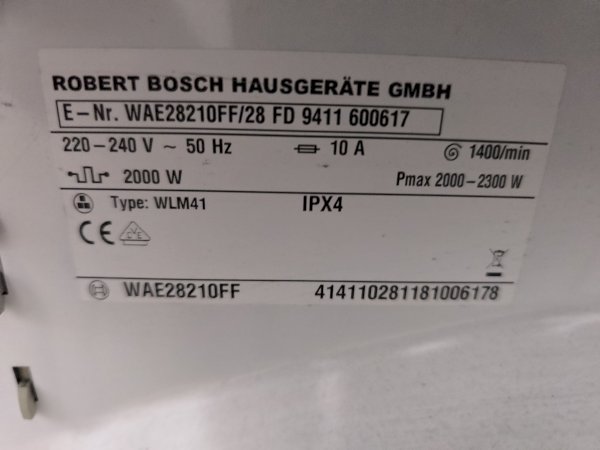 ROBERT BOSCH HAUSGERÄTE GMBH
E-Nr. WAE28210FF/28 FD 9411 600617
220-240 V ~ 50 Hz 10 A 1400/min
2000 W Pmax 2000-2300 W
Type: WLM41 IPX4
CE
WAE28210FF 414110281181006178